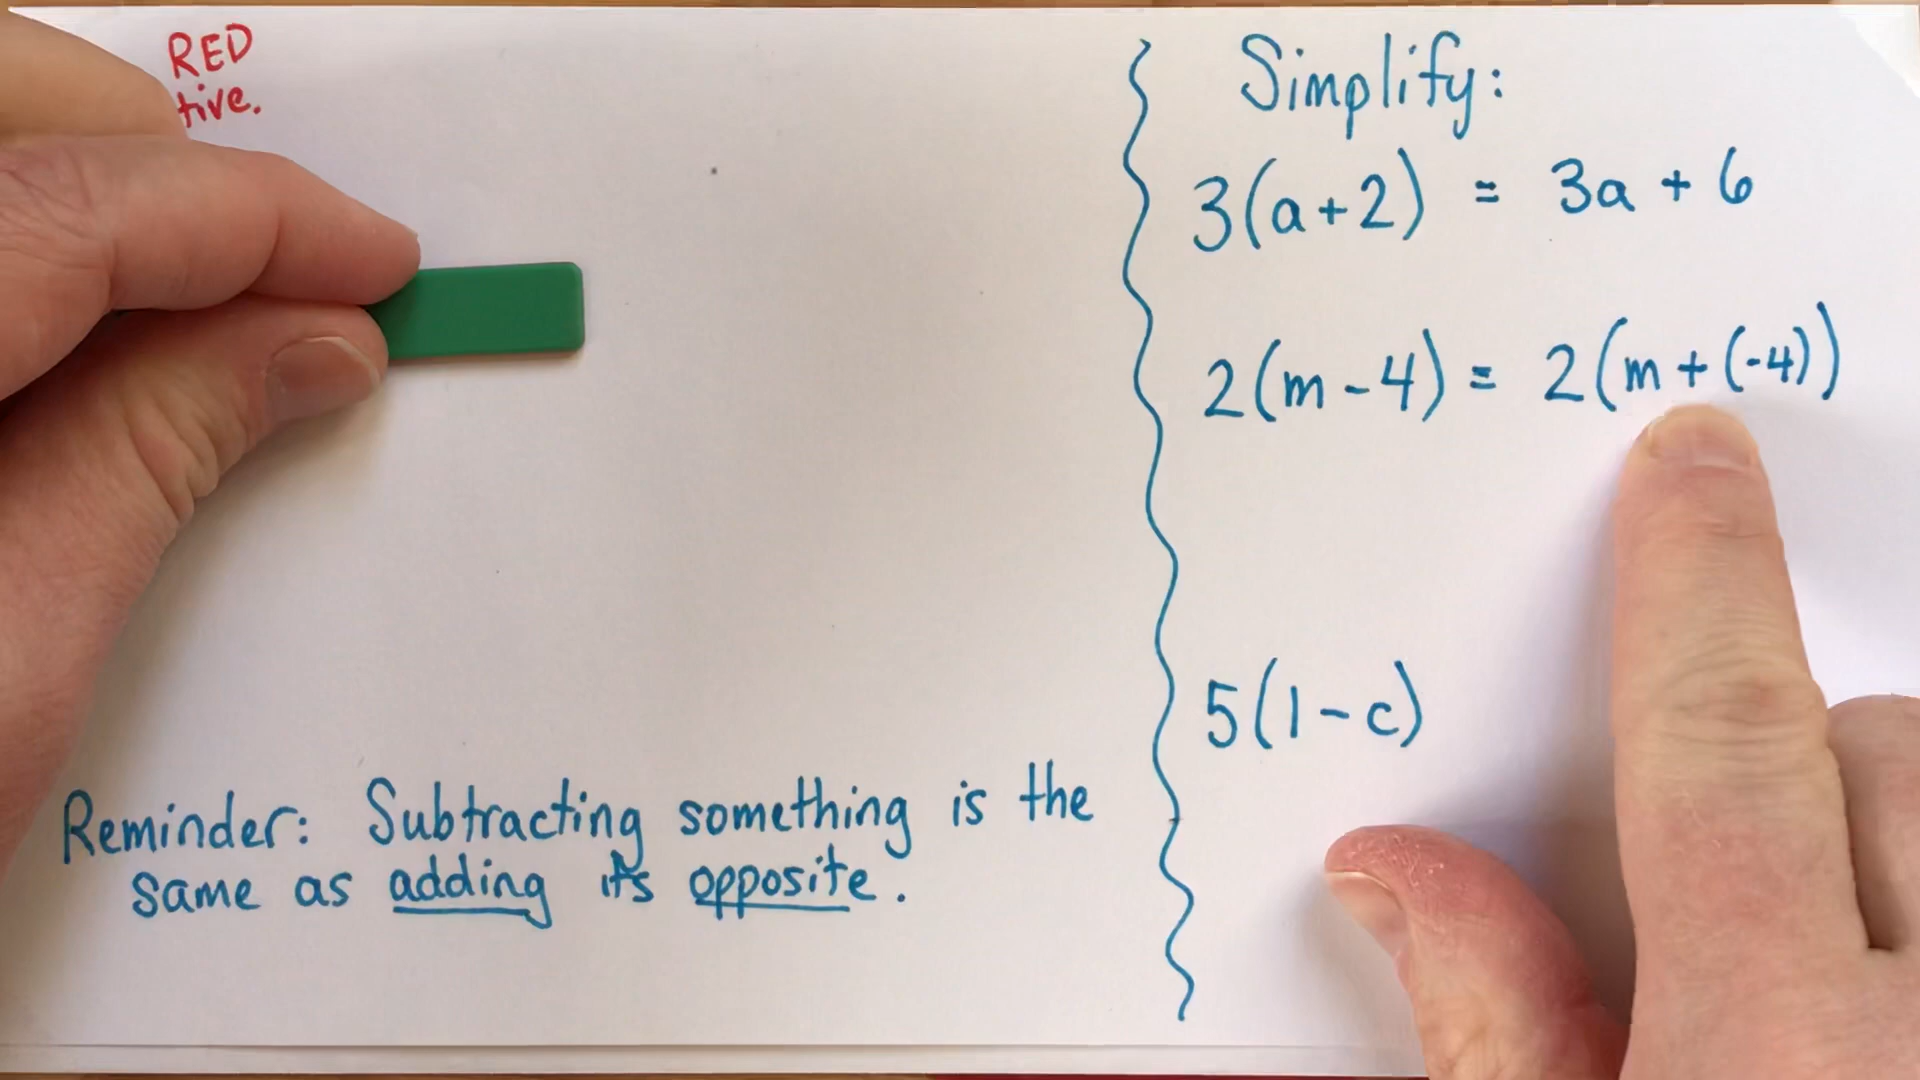 RED
tive.
Simplify:
3(a+2) = 3a + 6
2(m-4) = 2(m+(-4))
5(1-c)
Reminder: Subtracting something is the
same as adding its opposite.